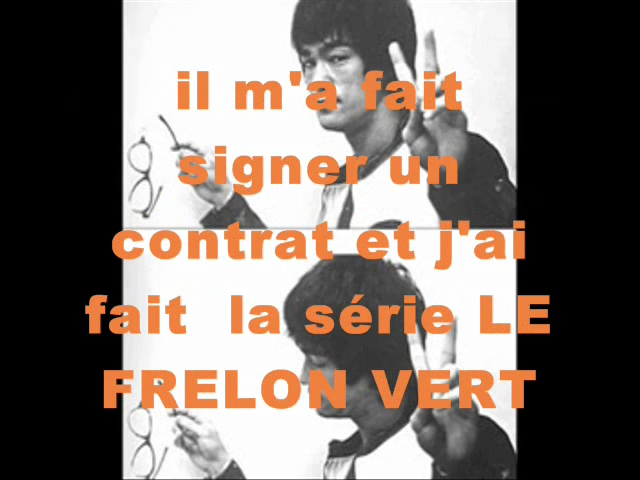 il m'a fait
signer un
contrat et j'ai
fait  la série LE
FRELON VERT